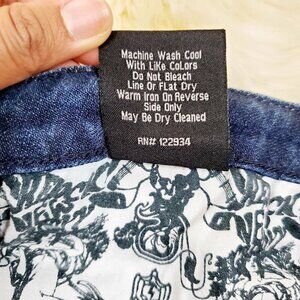 Machine Wash Cool
With Like Colors
Do Not Bleach
Line Or Flat Dry
Warm Iron On Reverse
Side Only
May Be Dry Cleaned
RN# 122934